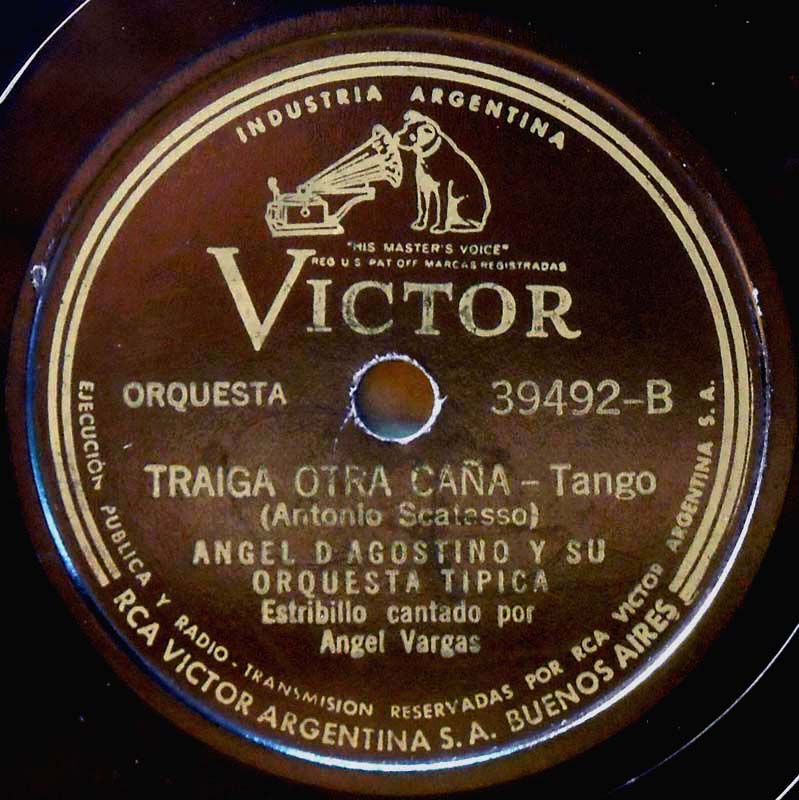 INDUSTRIA ARGENTINA
"HIS MASTER'S VOICE"
REG U S PAT OFF MARCAS REGISTRADAS
VICTOR
ORQUESTA
39492-B
TRAIGA OTRA CAÑA - Tango
(Antonio Scatasso)
ANGEL D'AGOSTINO Y SU
ORQUESTA TIPICA
Estribillo cantado por
Angel Vargas
EJECUCIÓN PUBLICA Y RADIO-TRANSMISION RESERVADAS POR RCA VICTOR ARGENTINA S. A.
RCA VICTOR ARGENTINA S. A. BUENOS AIRES